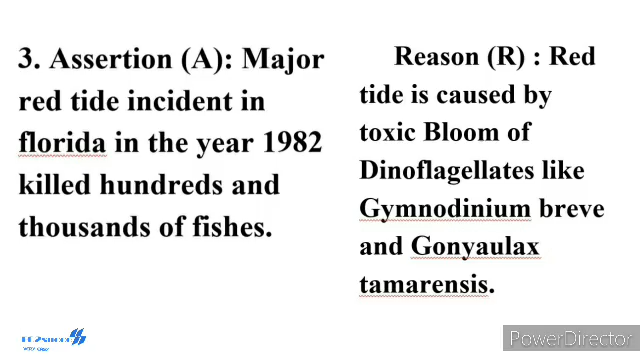 3. Assertion (A): Major
red tide incident in
florida in the year 1982
killed hundreds and
thousands of fishes.
Reason (R) : Red
tide is caused by
toxic Bloom of
Dinoflagellates like
Gymnodinium breve
and Gonyaulax
tamarensis.
PowerDirector